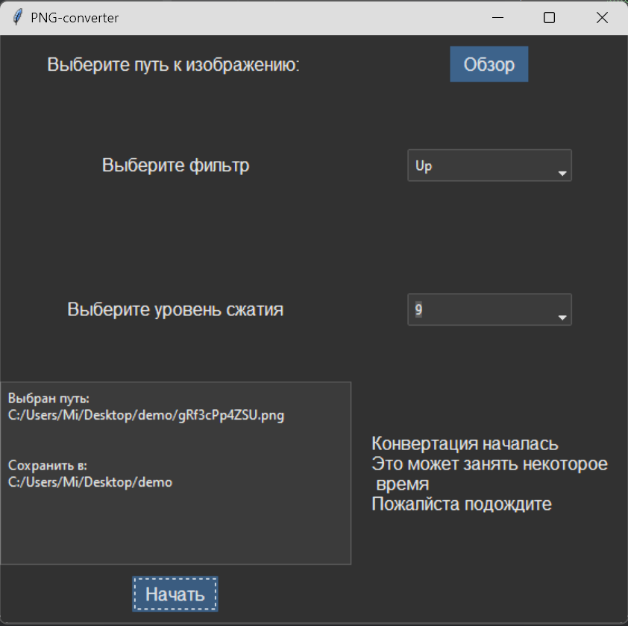 PNG-converter
Выберите путь к изображению:
Обзор
Выберите фильтр
Up
Выберите уровень сжатия
9
Выбран путь:
C:/Users/Mi/Desktop/demo/gRf3cPp4ZSU.png
Сохранить в:
C:/Users/Mi/Desktop/demo
Конвертация началась
Это может занять некоторое
время
Пожалйста подождите
Начать